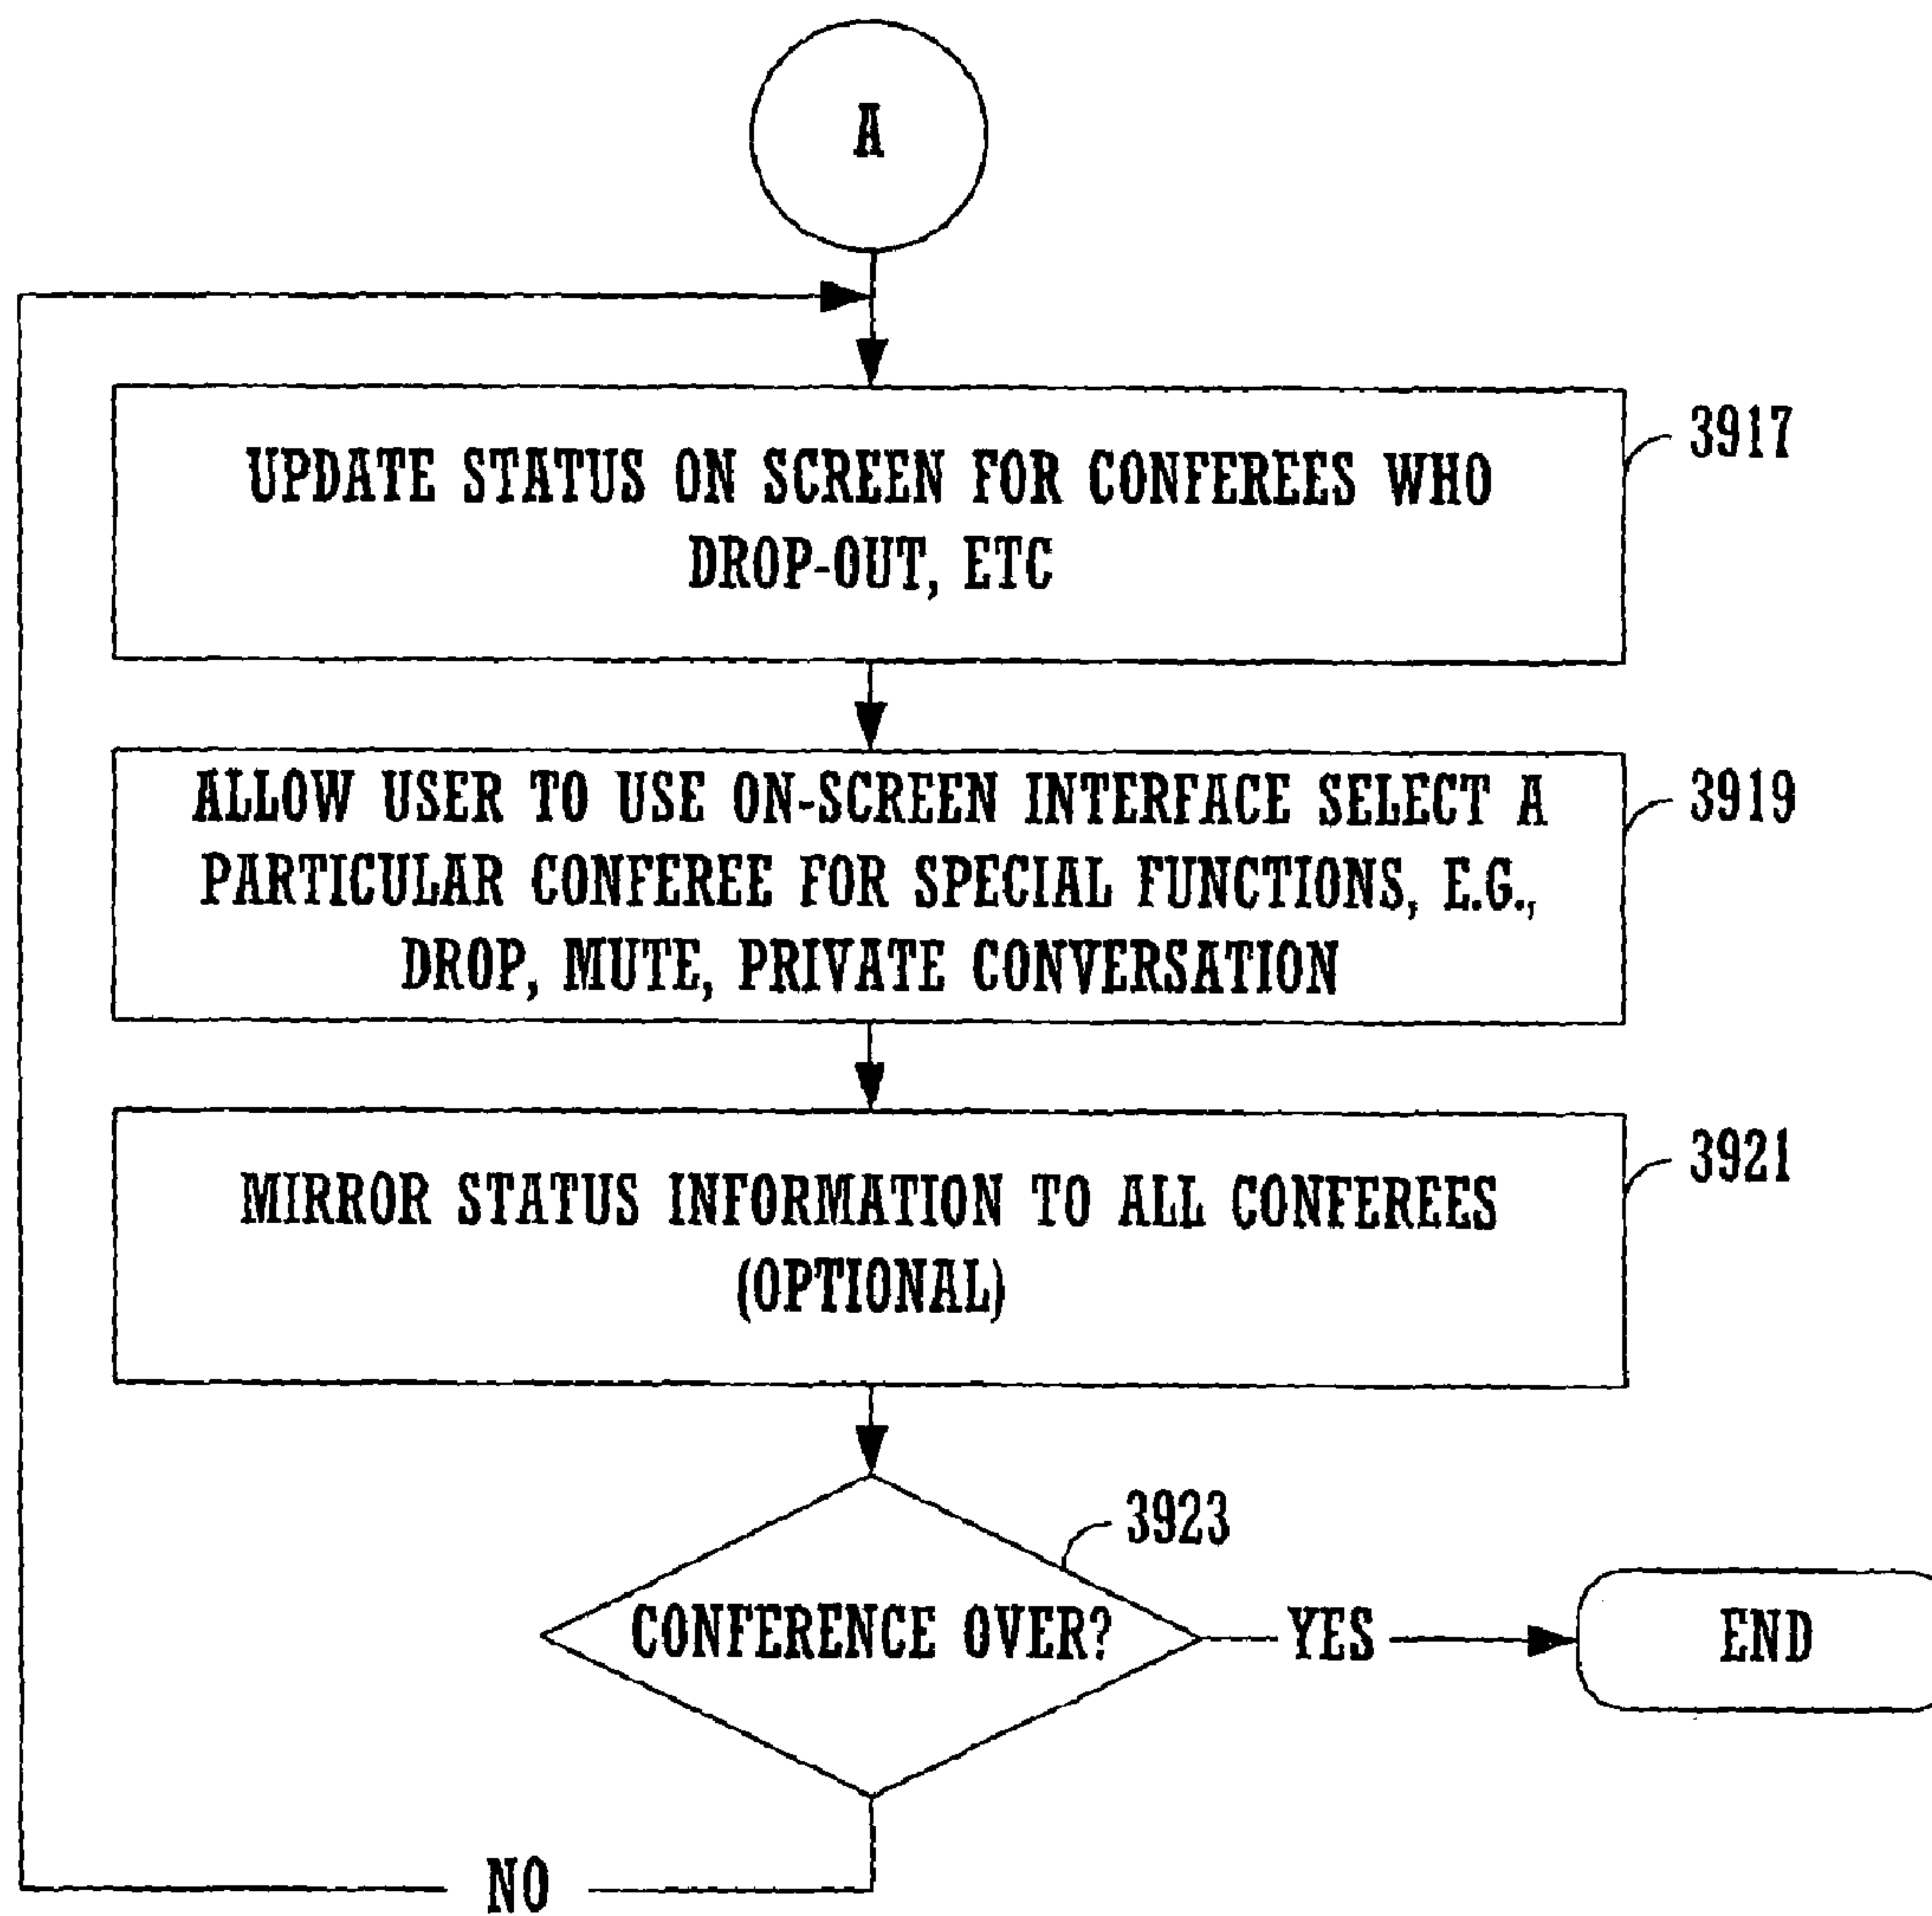 A
UPDATE STATUS ON SCREEN FOR CONFEREES WHO
DROP-OUT, ETC
3917
ALLOW USER TO USE ON-SCREEN INTERFACE SELECT A
PARTICULAR CONFEREE FOR SPECIAL FUNCTIONS, E.G.,
DROP, MUTE, PRIVATE CONVERSATION
3919
MIRROR STATUS INFORMATION TO ALL CONFEREES
(OPTIONAL)
3921
3923
CONFERENCE OVER?
YES
END
NO